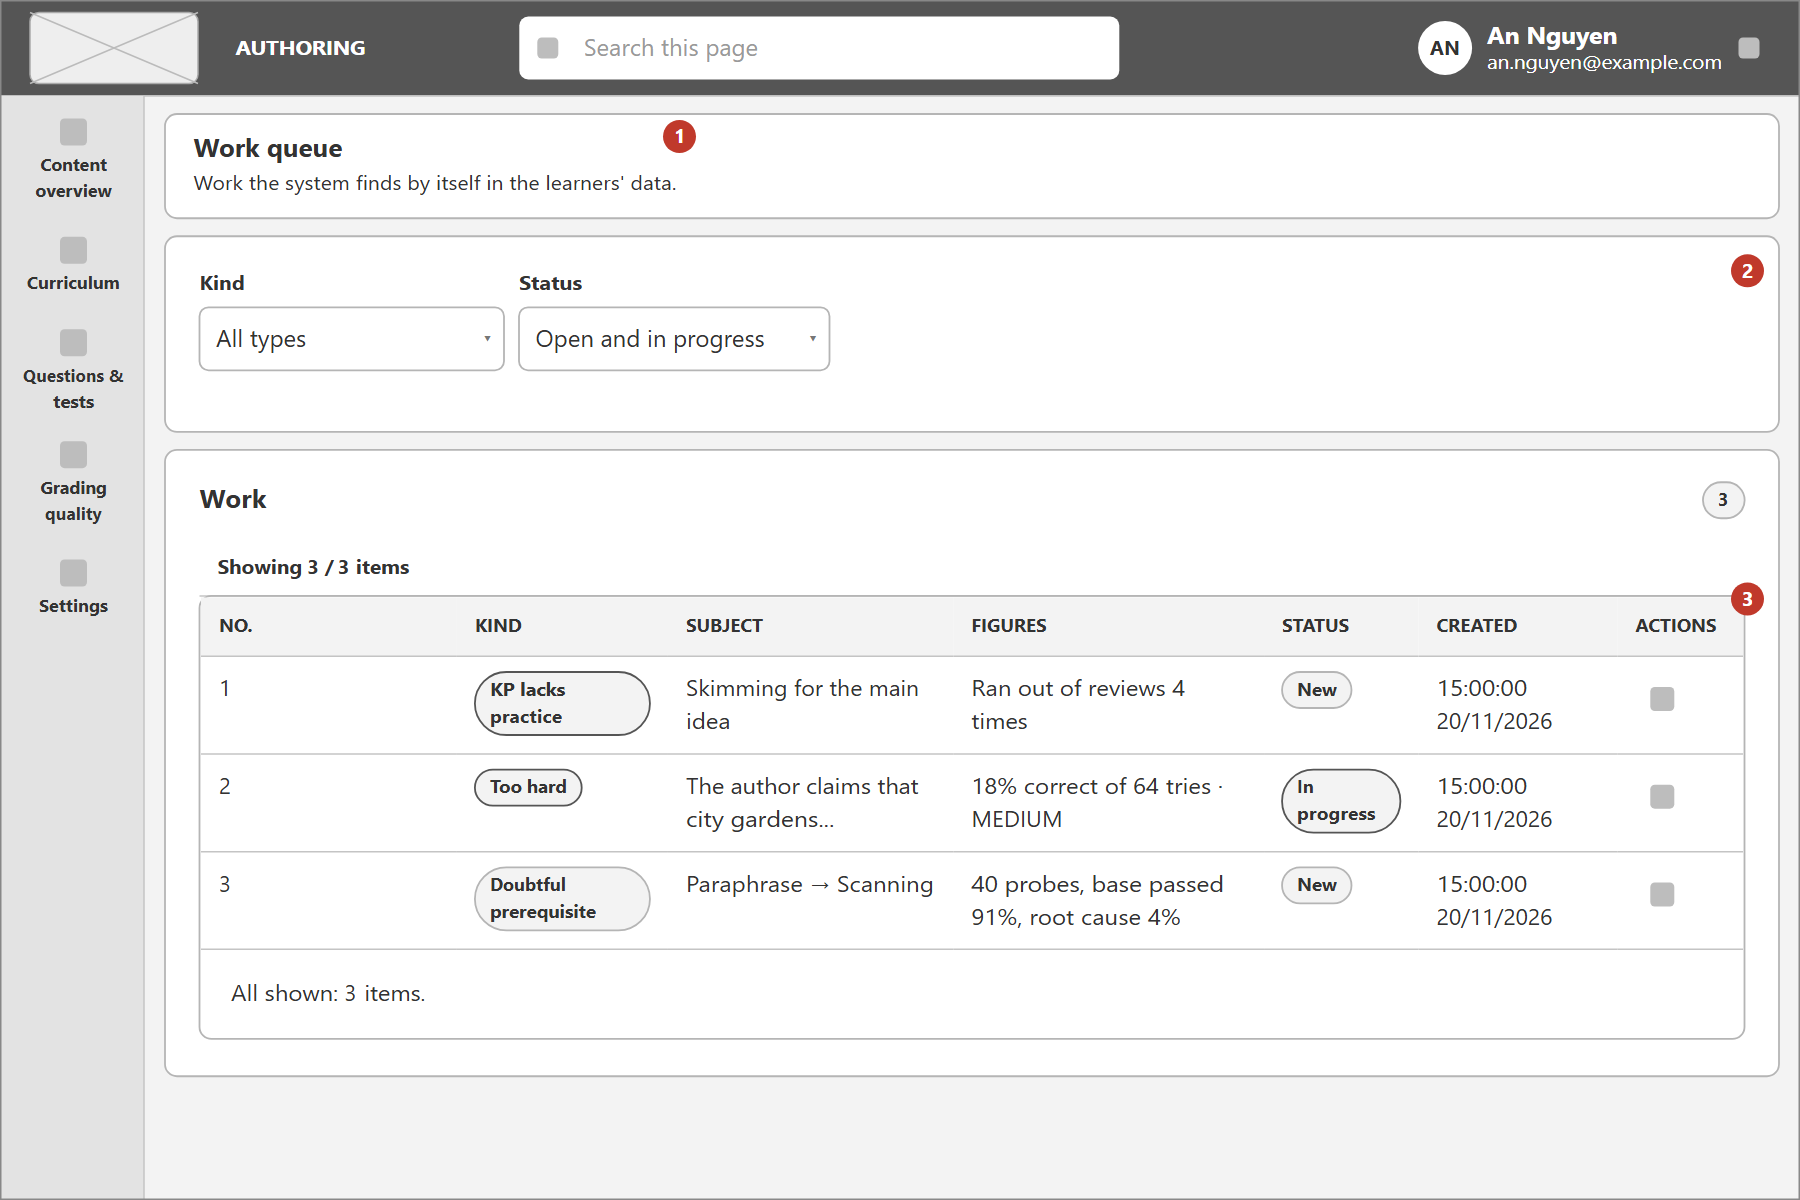 AUTHORING
Search this page
AN
An Nguyen
an.nguyen@example.com
Content
overview
Curriculum
Questions &
tests
Grading
quality
Settings
Work queue
1
Work the system finds by itself in the learners' data.
2
Kind
Status
All types
Open and in progress
Work
3
Showing 3 / 3 items
3
NO.
KIND
SUBJECT
FIGURES
STATUS
CREATED
ACTIONS
1
KP lacks
practice
Skimming for the main
idea
Ran out of reviews 4
times
New
15:00:00
20/11/2026
2
Too hard
The author claims that
city gardens...
18% correct of 64 tries ·
MEDIUM
In
progress
15:00:00
20/11/2026
3
Doubtful
prerequisite
Paraphrase → Scanning
40 probes, base passed
91%, root cause 4%
New
15:00:00
20/11/2026
All shown: 3 items.